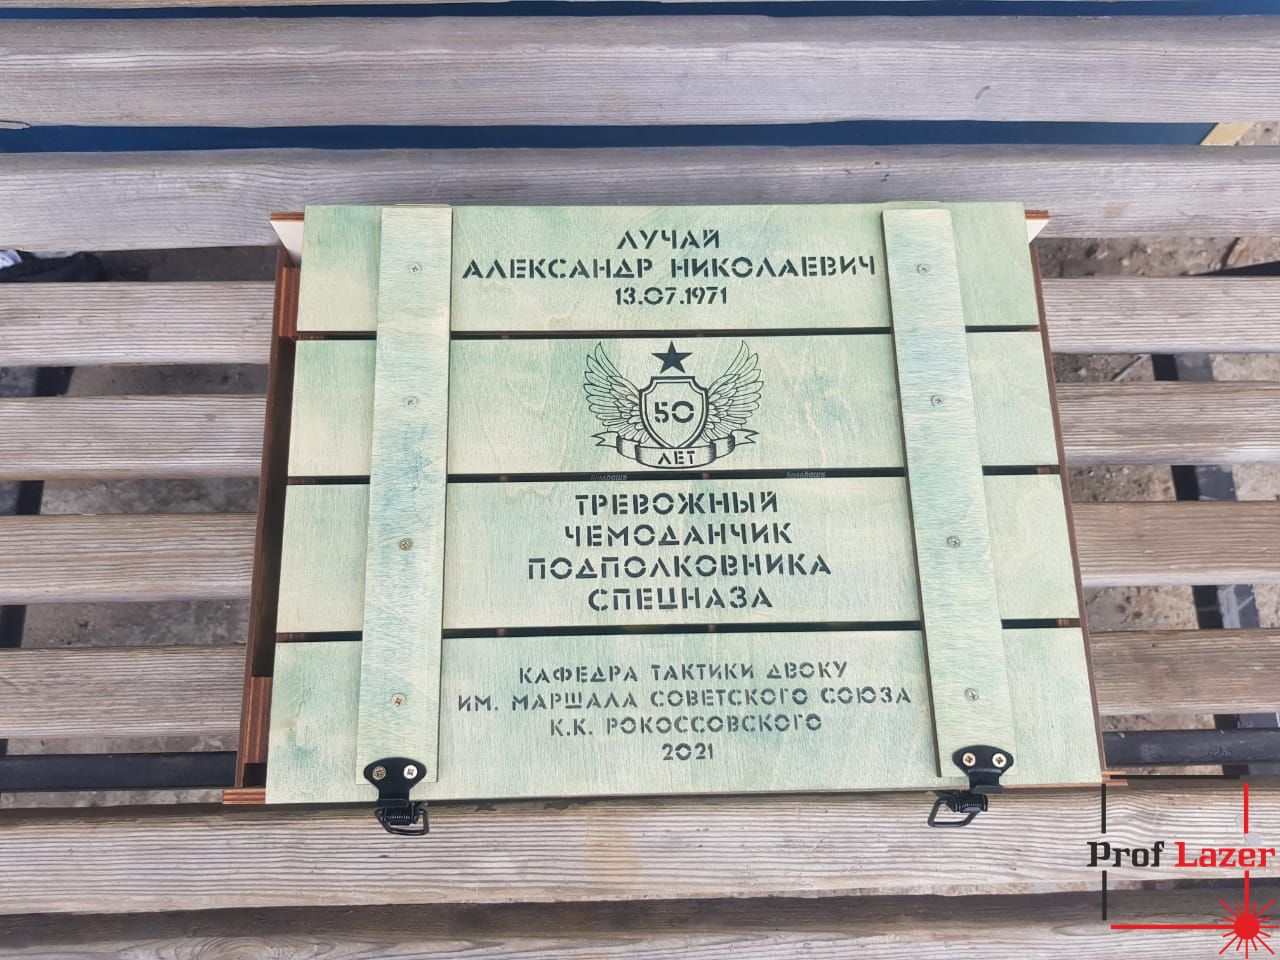 ЛУЧАЙ
АЛЕКСАНДР НИКОЛАЕВИЧ
13.07.1971
50
ЛЕТ
ТРЕВОЖНЫЙ
ЧЕМОДАНЧИК
ПОДПОЛКОВНИКА
СПЕЦНАЗА
КАФЕДРА ТАКТИКИ ДВОКУ
ИМ. МАРШАЛА СОВЕТСКОГО СОЮЗА
К.К. РОКОССОВСКОГО
2021
Prof Lazer